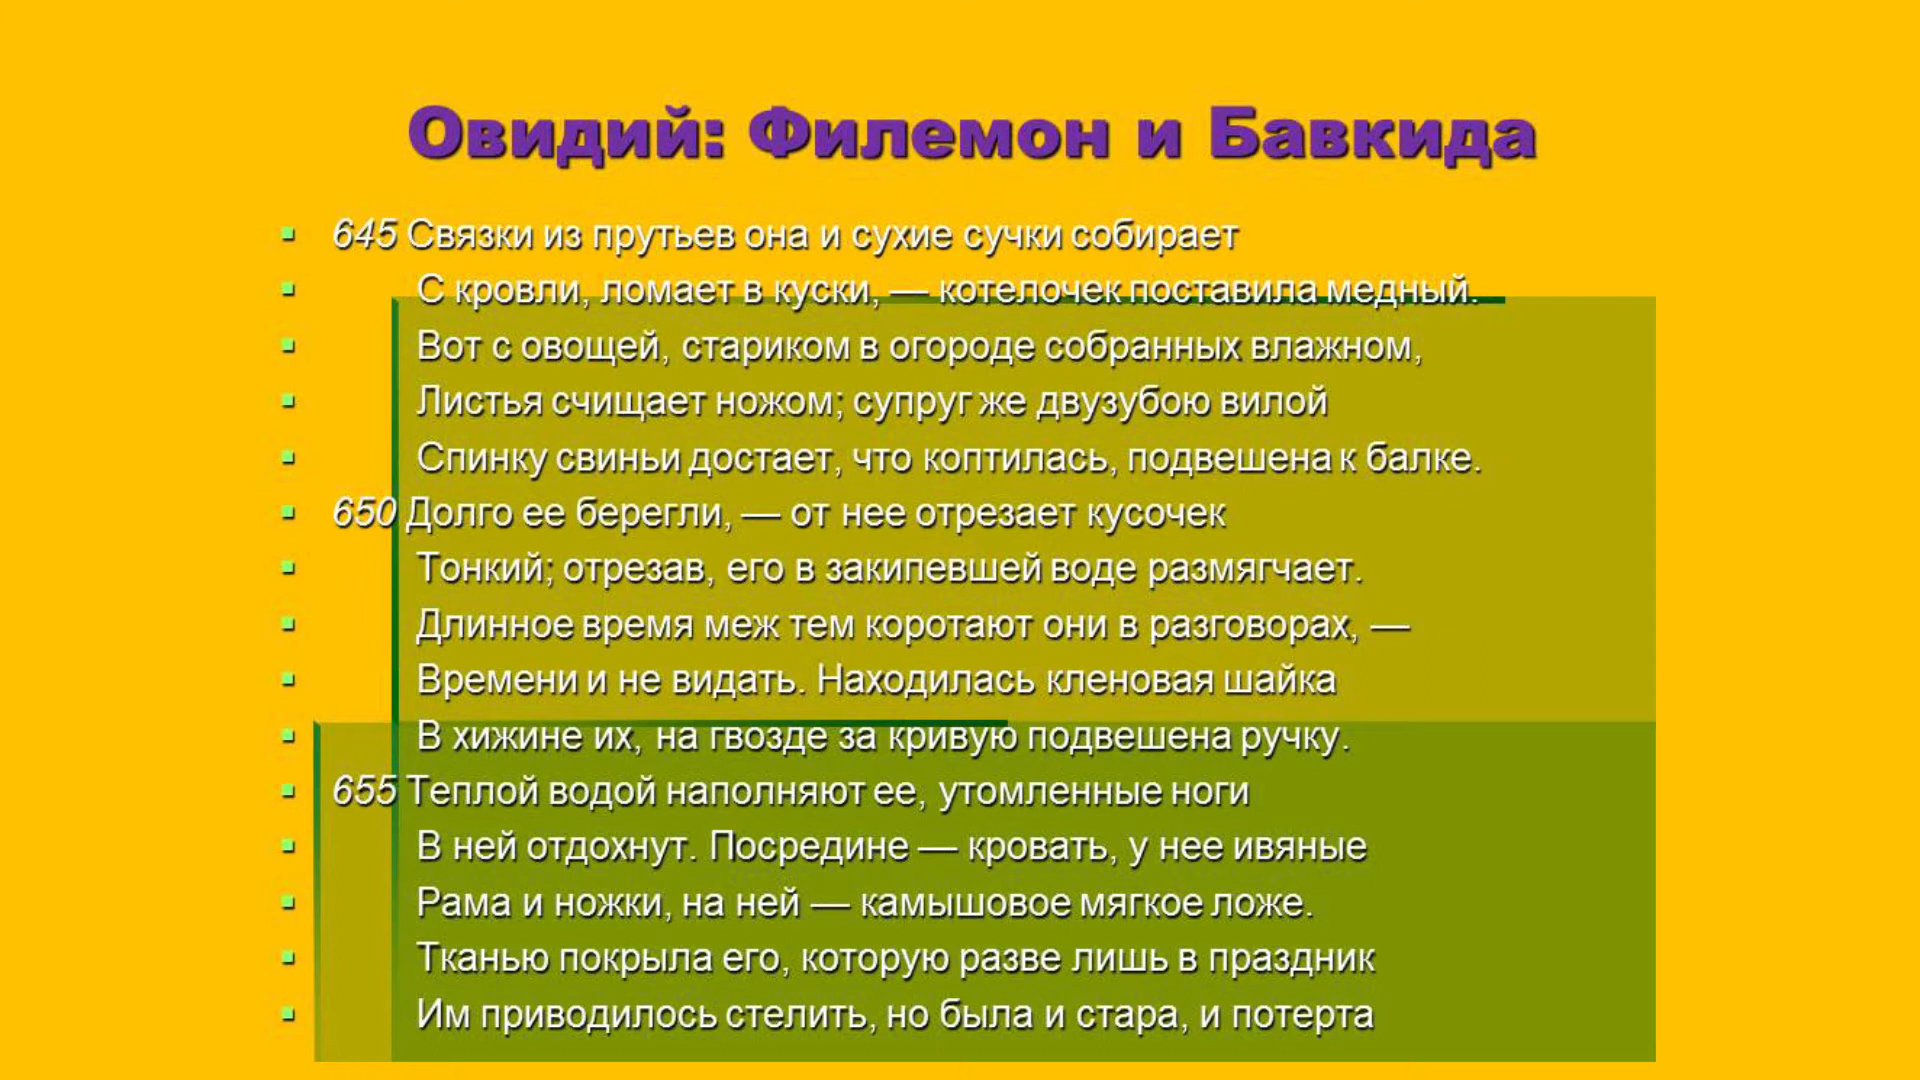 Овидий: Филемон и Бавкида
645 Связки из прутьев она и сухие сучки собирает
С кровли, ломает в куски, — котелочек поставила медный.
Вот с овощей, стариком в огороде собранных влажном,
Листья счищает ножом; супруг же двузубою вилой
Спинку свиньи достает, что коптилась, подвешена к балке.
650 Долго ее берегли, — от нее отрезает кусочек
Тонкий; отрезав, его в закипевшей воде размягчает.
Длинное время меж тем коротают они в разговорах, —
Времени и не видать. Находилась кленовая шайка
В хижине их, на гвозде за кривую подвешена ручку.
655 Теплой водой наполняют ее, утомленные ноги
В ней отдохнут. Посредине — кровать, у нее ивяные
Рама и ножки, на ней — камышовое мягкое ложе.
Тканью покрыла его, которую разве лишь в праздник
Им приводилось стелить, но была и стара, и потерта